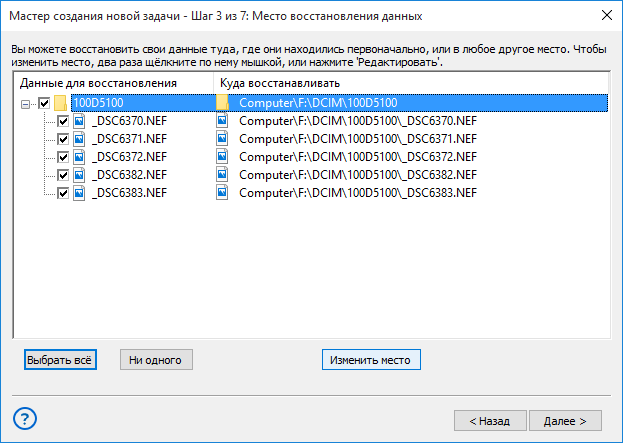 Мастер создания новой задачи - Шаг 3 из 7: Место восстановления данных
Вы можете восстановить свои данные туда, где они находились первоначально, или в любое другое место. Чтобы
изменить место, два раза щёлкните по нему мышкой, или нажмите 'Редактировать'.
Данные для восстановления Куда восстанавливать
100D5100 Computer\F:\DCIM\100D5100
_DSC6370.NEF Computer\F:\DCIM\100D5100\_DSC6370.NEF
_DSC6371.NEF Computer\F:\DCIM\100D5100\_DSC6371.NEF
_DSC6372.NEF Computer\F:\DCIM\100D5100\_DSC6372.NEF
_DSC6382.NEF Computer\F:\DCIM\100D5100\_DSC6382.NEF
_DSC6383.NEF Computer\F:\DCIM\100D5100\_DSC6383.NEF
Выбрать всё Ни одного Изменить место
? < Назад Далее >